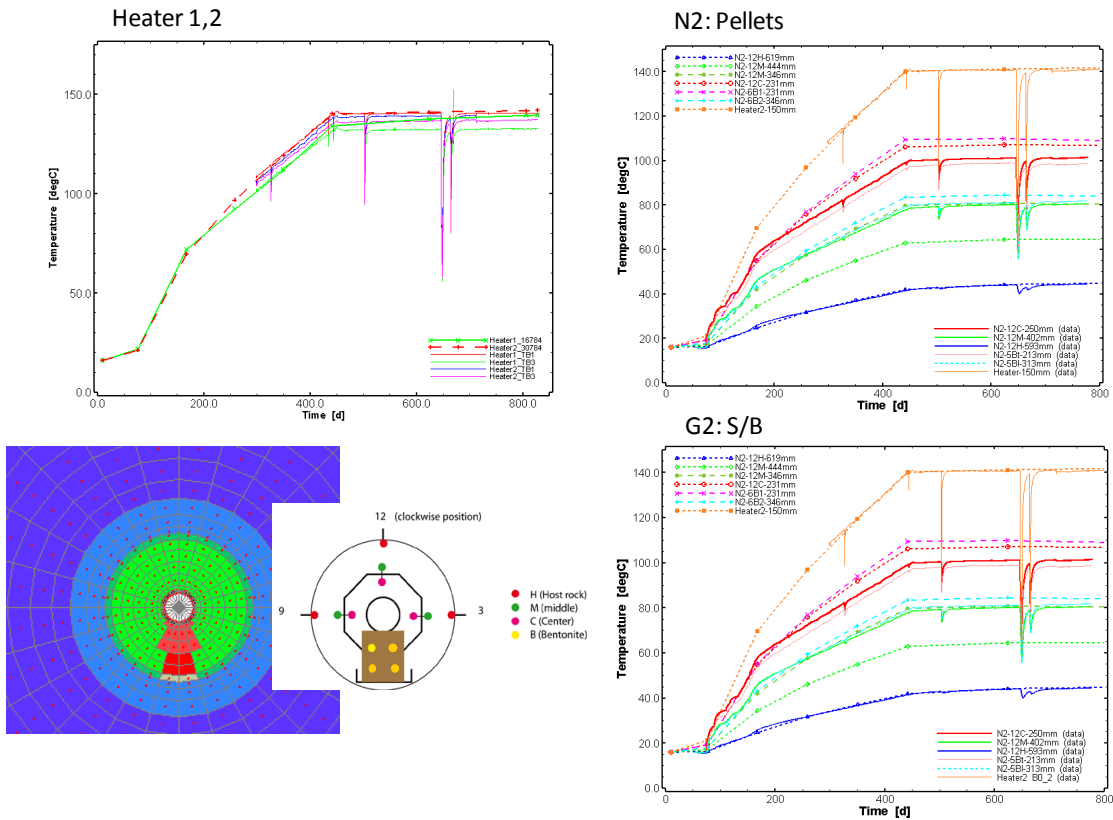 Heater 1,2
Temperature [degC]
150.0
100.0
50.0
0.0
0.0
200.0
400.0
600.0
800.0
Time [d]
Heater1_16784
Heater2_30784
Heater1_TB1
Heater1_TB3
Heater2_TB1
Heater2_TB3
N2: Pellets
Temperature [degC]
140.0
120.0
100.0
80.0
60.0
40.0
20.0
0.0
0
200
400
600
800
Time [d]
N2-12H-619mm
N2-12M-444mm
N2-12M-346mm
N2-12C-231mm
N2-6B1-231mm
N2-6B2-346mm
Heater2-150mm
N2-12C-250mm (data)
N2-12M-402mm (data)
N2-12H-593mm (data)
N2-5Bt-213mm (data)
N2-5Bl-313mm (data)
Heater-150mm (data)
12 (clockwise position)
9
3
H (Host rock)
M (middle)
C (Center)
B (Bentonite)
G2: S/B
Temperature [degC]
140.0
120.0
100.0
80.0
60.0
40.0
20.0
0.0
0
200
400
600
800
Time [d]
N2-12H-619mm
N2-12M-444mm
N2-12M-346mm
N2-12C-231mm
N2-6B1-231mm
N2-6B2-346mm
Heater2-150mm
N2-12C-250mm (data)
N2-12M-402mm (data)
N2-12H-593mm (data)
N2-5Bt-213mm (data)
N2-5Bl-313mm (data)
Heater2 B0_2 (data)